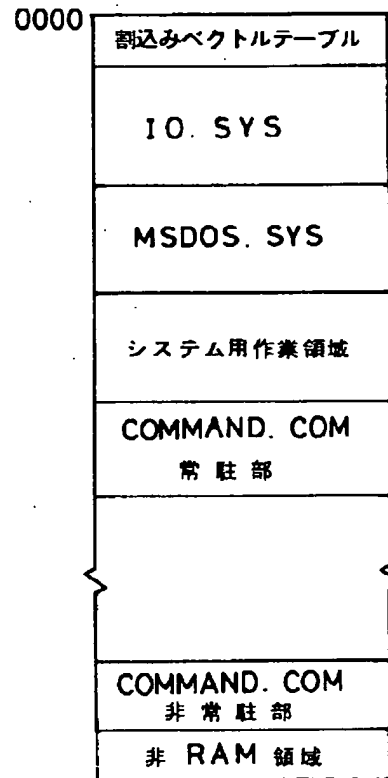 0000
割込みベクトルテーブル
IO. SYS
MSDOS. SYS
システム用作業領域
COMMAND. COM
常駐部
COMMAND. COM
非常駐部
非 RAM 領域